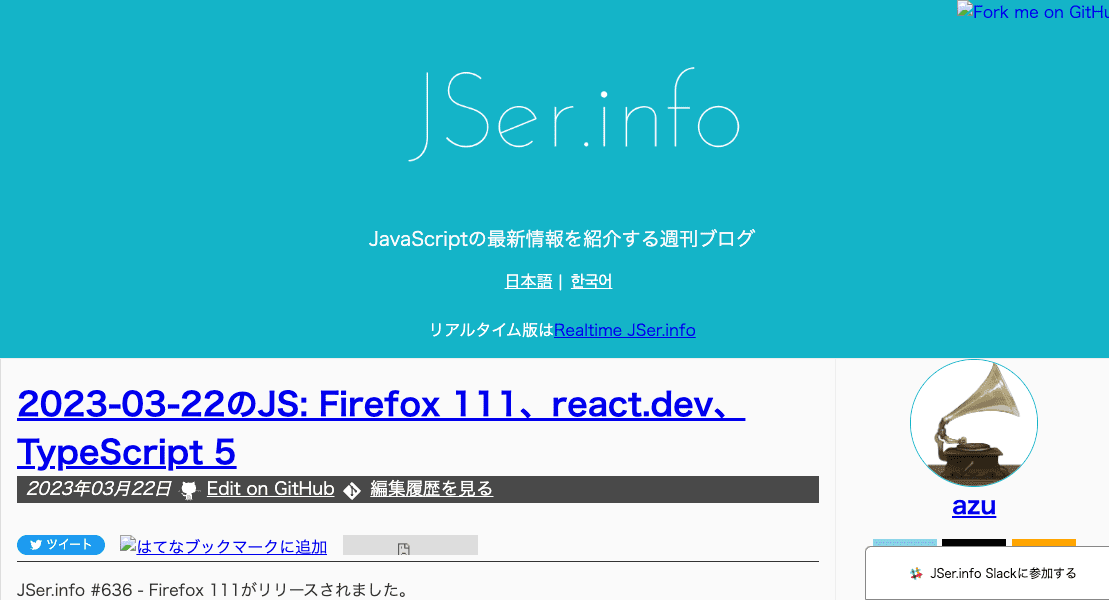 Fork me on GitHu
JSer.info
JavaScriptの最新情報を紹介する週刊ブログ
日本語 | 한국어
リアルタイム版はRealtime JSer.info
2023-03-22のJS: Firefox 111、react.dev、
TypeScript 5
2023年03月22日 Edit on GitHub 編集履歴を見る
ツイート はてなブックマークに追加
JSer.info #636 - Firefox 111がリリースされました。
azu
JSer.info Slackに参加する